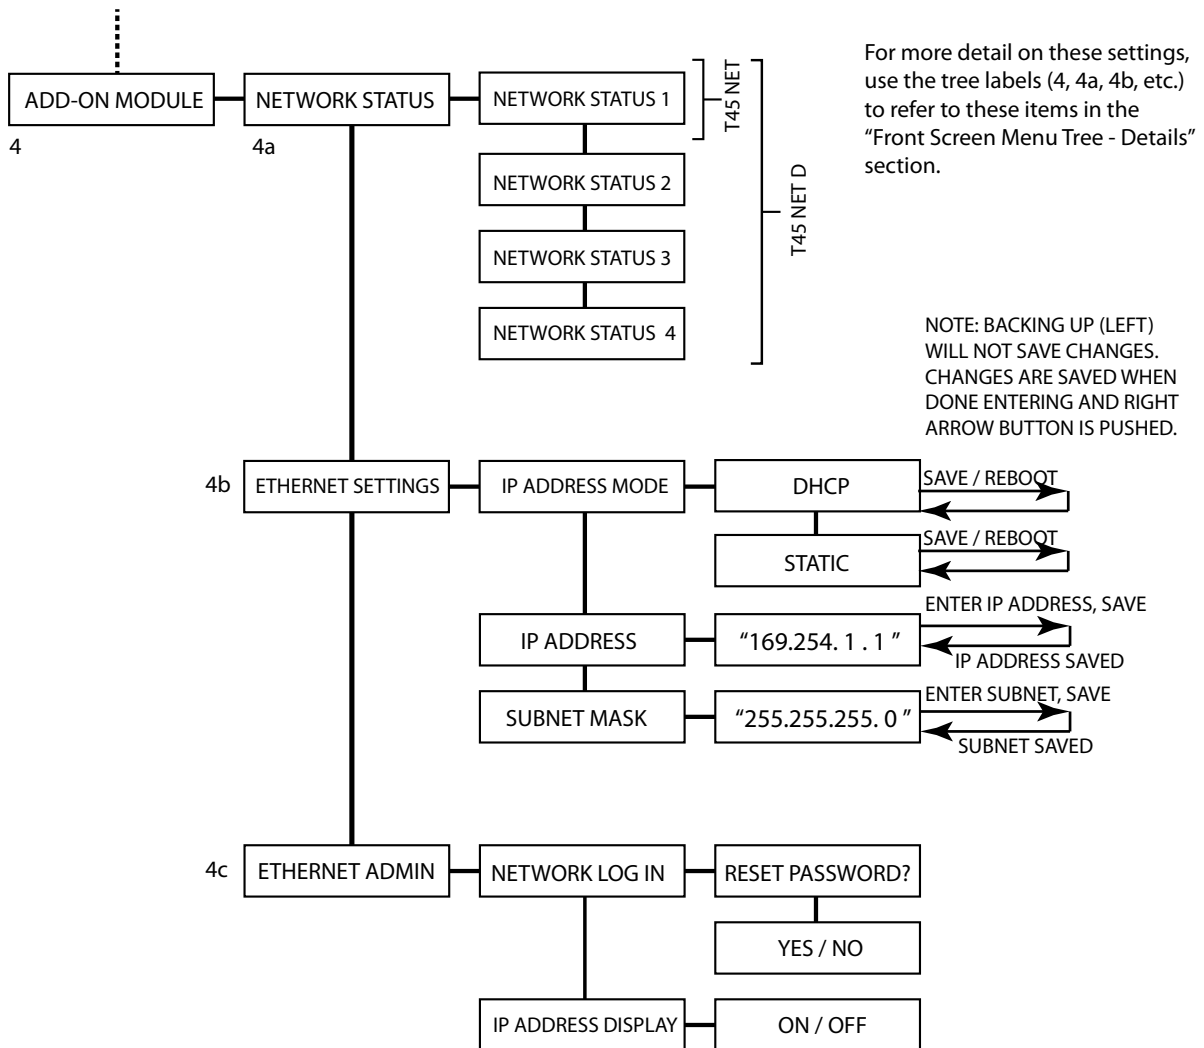 For more detail on these settings,
use the tree labels (4, 4a, 4b, etc.)
to refer to these items in the
“Front Screen Menu Tree - Details”
section.
ADD-ON MODULE
4
NETWORK STATUS
4a
NETWORK STATUS 1
NETWORK STATUS 2
NETWORK STATUS 3
NETWORK STATUS 4
T45 NET
T45 NET D
NOTE: BACKING UP (LEFT)
WILL NOT SAVE CHANGES.
CHANGES ARE SAVED WHEN
DONE ENTERING AND RIGHT
ARROW BUTTON IS PUSHED.
4b
ETHERNET SETTINGS
IP ADDRESS MODE
DHCP
SAVE / REBOOT
STATIC
SAVE / REBOOT
IP ADDRESS
“169.254. 1 . 1 ”
ENTER IP ADDRESS, SAVE
IP ADDRESS SAVED
SUBNET MASK
“255.255.255. 0 ”
ENTER SUBNET, SAVE
SUBNET SAVED
4c
ETHERNET ADMIN
NETWORK LOG IN
RESET PASSWORD?
YES / NO
IP ADDRESS DISPLAY
ON / OFF